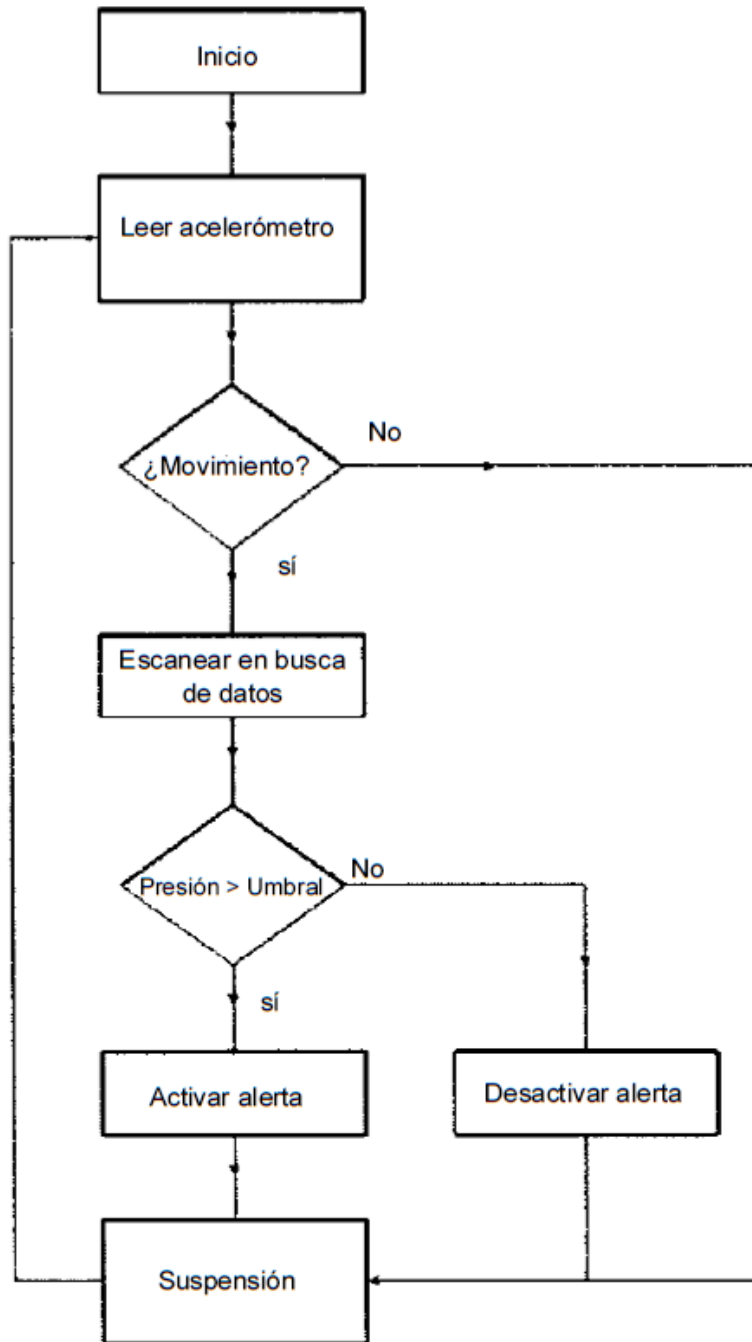 Inicio
Leer acelerómetro
No
¿Movimiento?
sí
Escanear en busca
de datos
No
Presión > Umbral
sí
Activar alerta
Desactivar alerta
Suspensión